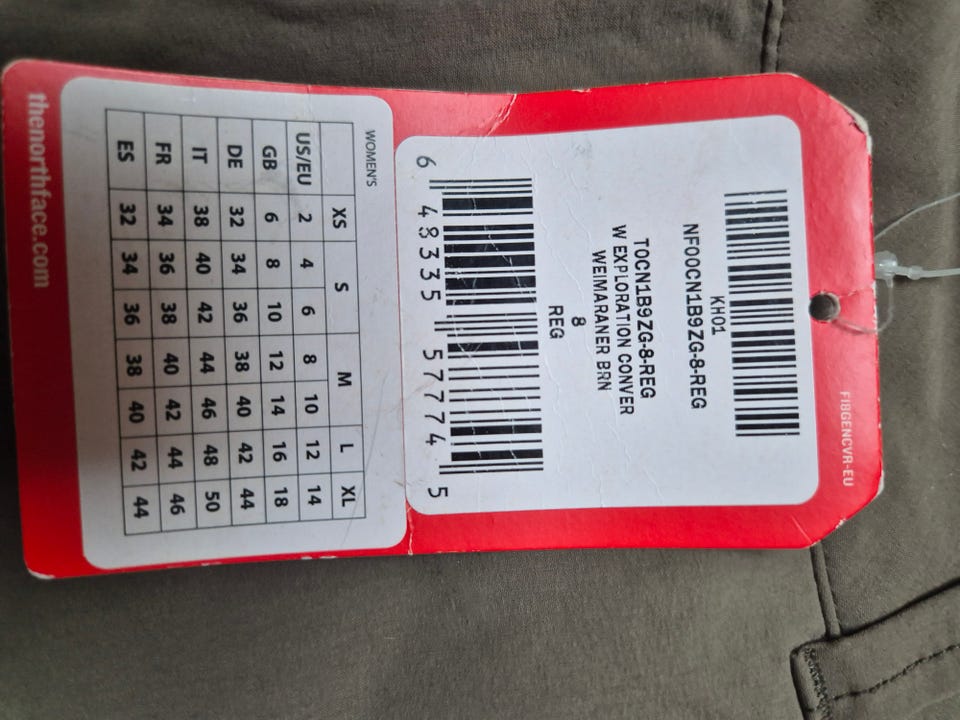 FI8GENCVR-EU
KH01
NF00CN1B9ZG-8-REG
T0CN1B9ZG-8-REG
W EXPLORATION CONVER
WEIMARANER BRN
8
REG
6 48335 57774 5
WOMEN'S
XS S M L XL
US/EU 2 4 6 8 10 12 14
GB 6 8 10 12 14 16 18
DE 32 34 36 38 40 42 44
IT 38 40 42 44 46 48 50
FR 34 36 38 40 42 44 46
ES 32 34 36 38 40 42 44
thenorthface.com